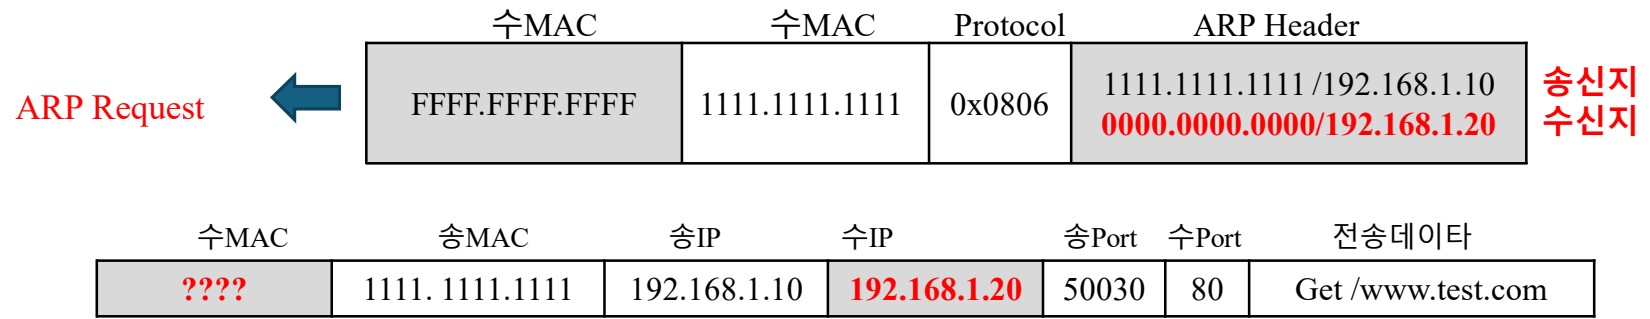 수MAC 수MAC Protocol ARP Header
ARP Request FFFF.FFFF.FFFF 1111.1111.1111 0x0806 1111.1111.1111 /192.168.1.10 송신지
0000.0000.0000/192.168.1.20 수신지
수MAC 송MAC 송IP 수IP 송Port 수Port 전송데이타
???? 1111. 1111.1111 192.168.1.10 192.168.1.20 50030 80 Get /www.test.com